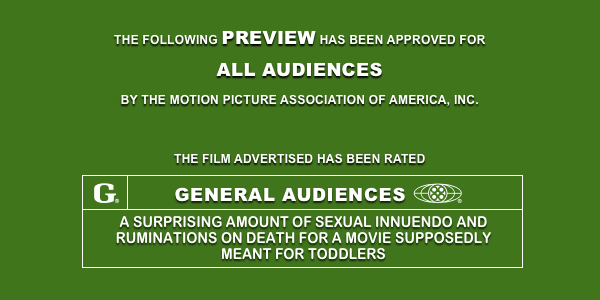 THE FOLLOWING PREVIEW HAS BEEN APPROVED FOR
ALL AUDIENCES
BY THE MOTION PICTURE ASSOCIATION OF AMERICA, INC.
THE FILM ADVERTISED HAS BEEN RATED
G® GENERAL AUDIENCES ®
A SURPRISING AMOUNT OF SEXUAL INNUENDO AND
RUMINATIONS ON DEATH FOR A MOVIE SUPPOSEDLY
MEANT FOR TODDLERS